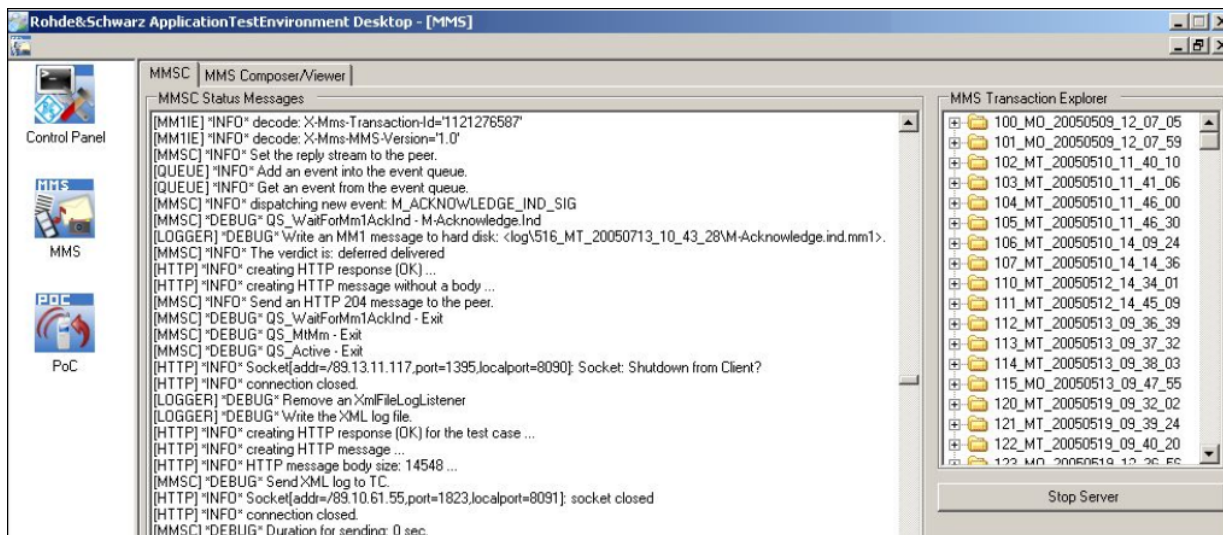 Rohde&Schwarz ApplicationTestEnvironment Desktop - [MMS]
Control Panel
MMS
MMS
POC
PoC
MMSC
MMS Composer/Viewer
MMSC Status Messages
[MM1IE] *INFO* decode: X-Mms-Transaction-Id='1121276587'
[MM1IE] *INFO* decode: X-Mms-MMS-Version='1.0'
[MMSC] *INFO* Set the reply stream to the peer.
[QUEUE] *INFO* Add an event into the event queue.
[QUEUE] *INFO* Get an event from the event queue.
[MMSC] *INFO* dispatching new event: M_ACKNOWLEDGE_IND_SIG
[MMSC] *DEBUG* QS_WaitForMm1AckInd - M-Acknowledge.Ind
[LOGGER] *DEBUG* Write an MM1 message to hard disk: <log\516_MT_20050713_10_43_28\M-Acknowledge.ind.mm1>.
[MMSC] *INFO* The verdict is: deferred delivered
[HTTP] *INFO* creating HTTP response (OK) ...
[HTTP] *INFO* creating HTTP message without a body ...
[MMSC] *INFO* Send an HTTP 204 message to the peer.
[MMSC] *DEBUG* QS_WaitForMm1AckInd - Exit
[MMSC] *DEBUG* QS_MtMm - Exit
[MMSC] *DEBUG* QS_Active - Exit
[HTTP] *INFO* Socket[addr=/89.13.11.117,port=1395,localport=8090]: Socket: Shutdown from Client?
[HTTP] *INFO* connection closed.
[LOGGER] *DEBUG* Remove an XmlFileLogListener
[LOGGER] *DEBUG* Write the XML log file.
[HTTP] *INFO* creating HTTP response (OK) for the test case ...
[HTTP] *INFO* creating HTTP message ...
[HTTP] *INFO* HTTP message body size: 14548 ...
[MMSC] *DEBUG* Send XML log to TC.
[HTTP] *INFO* Socket[addr=/89.10.61.55,port=1823,localport=8091]: socket closed
[HTTP] *INFO* connection closed.
[MMSC] *DEBUG* Duration for sending: 0 sec.
MMS Transaction Explorer
100_MO_20050509_12_07_05
101_MO_20050509_12_07_59
102_MT_20050510_11_40_10
103_MT_20050510_11_41_06
104_MT_20050510_11_46_00
105_MT_20050510_11_46_30
106_MT_20050510_14_09_24
107_MT_20050510_14_14_36
110_MT_20050512_14_34_01
111_MT_20050512_14_45_09
112_MT_20050513_09_36_39
113_MT_20050513_09_37_32
114_MT_20050513_09_38_03
115_MO_20050513_09_47_55
120_MT_20050519_09_32_02
121_MT_20050519_09_39_24
122_MT_20050519_09_40_20
123_MO_20050519_12_26_56
Stop Server